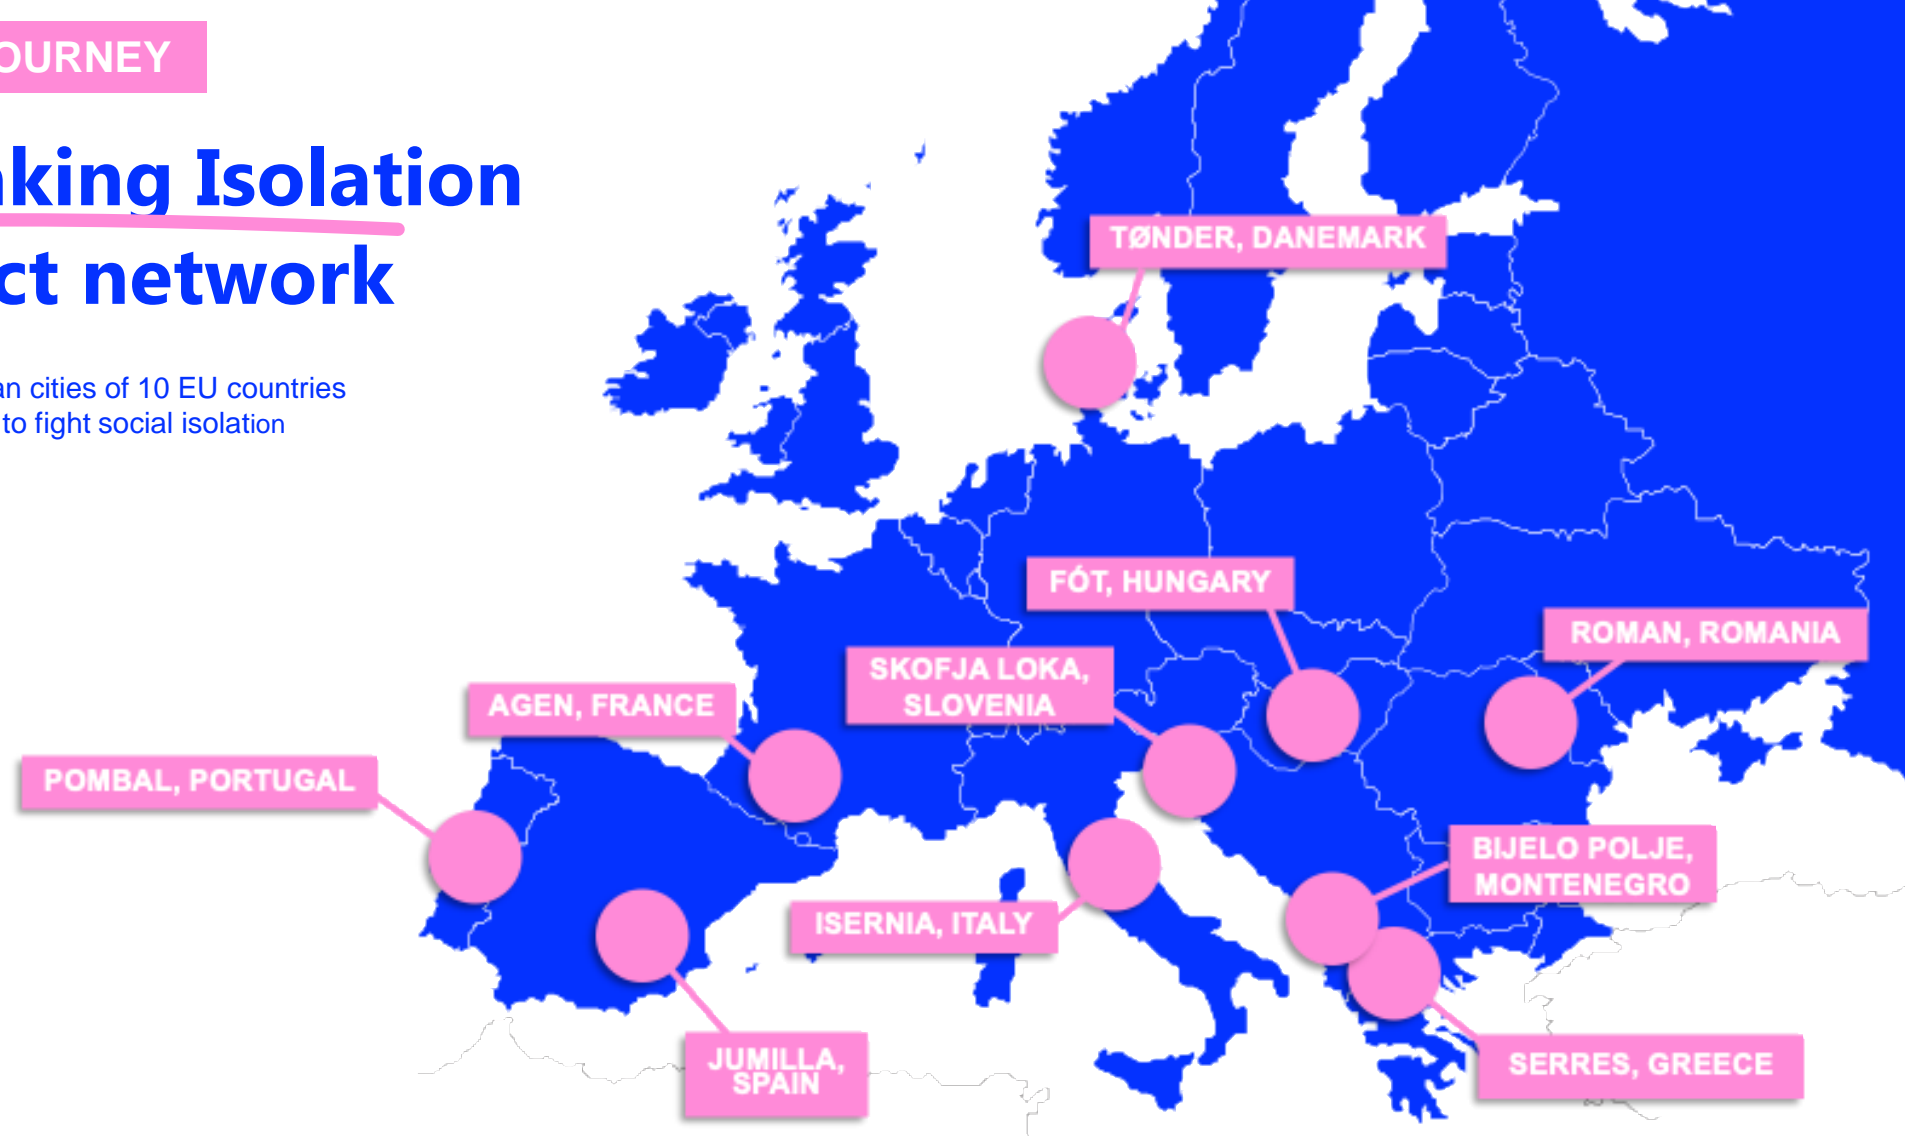 OURNEY
aking Isolation
ct network
an cities of 10 EU countries
to fight social isolation
TØNDER, DANEMARK
FÓT, HUNGARY
ROMAN, ROMANIA
SKOFJA LOKA,
SLOVENIA
AGEN, FRANCE
POMBAL, PORTUGAL
BIJELO POLJE,
MONTENEGRO
ISERNIA, ITALY
JUMILLA,
SPAIN
SERRES, GREECE